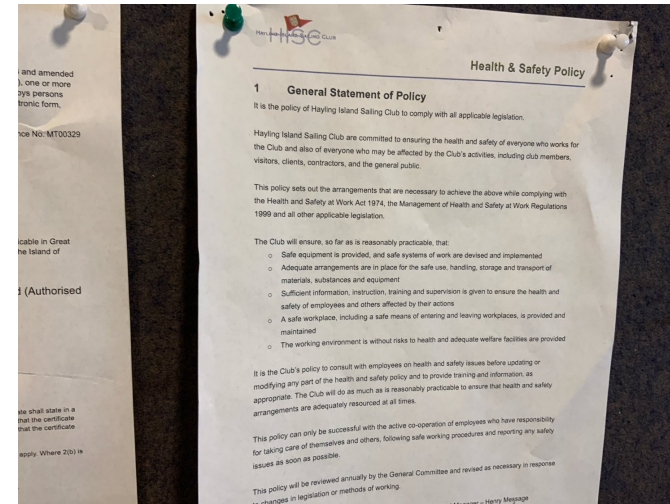 and amended
), one or more
oys persons
tronic form,
nce No: MT00329
icable in Great
he Island of
(Authorised
ate shall state in a
that the certificate
that the certificate
apply. Where 2(b) is
HISC
HAYLING ISLAND SAILING CLUB
Health & Safety Policy
1 General Statement of Policy
It is the policy of Hayling Island Sailing Club to comply with all applicable legislation.
Hayling Island Sailing Club are committed to ensuring the health and safety of everyone who works for
the Club and also of everyone who may be affected by the Club's activities, including club members,
visitors, clients, contractors, and the general public.
This policy sets out the arrangements that are necessary to achieve the above while complying with
the Health and Safety at Work Act 1974, the Management of Health and Safety at Work Regulations
1999 and all other applicable legislation.
The Club will ensure, so far as is reasonably practicable, that:
o Safe equipment is provided, and safe systems of work are devised and implemented
o Adequate arrangements are in place for the safe use, handling, storage and transport of
materials, substances and equipment
o Sufficient information, instruction, training and supervision is given to ensure the health and
safety of employees and others affected by their actions
o A safe workplace, including a safe means of entering and leaving workplaces, is provided and
maintained
o The working environment is without risks to health and adequate welfare facilities are provided
It is the Club's policy to consult with employees on health and safety issues before updating or
modifying any part of the health and safety policy and to provide training and information, as
appropriate. The Club will do as much as is reasonably practicable to ensure that health and safety
arrangements are adequately resourced at all times.
This policy can only be successful with the active co-operation of employees who have responsibility
for taking care of themselves and others, following safe working procedures and reporting any safety
issues as soon as possible.
This policy will be reviewed annually by the General Committee and revised as necessary in response
changes in legislation or methods of working.
– Henry Message